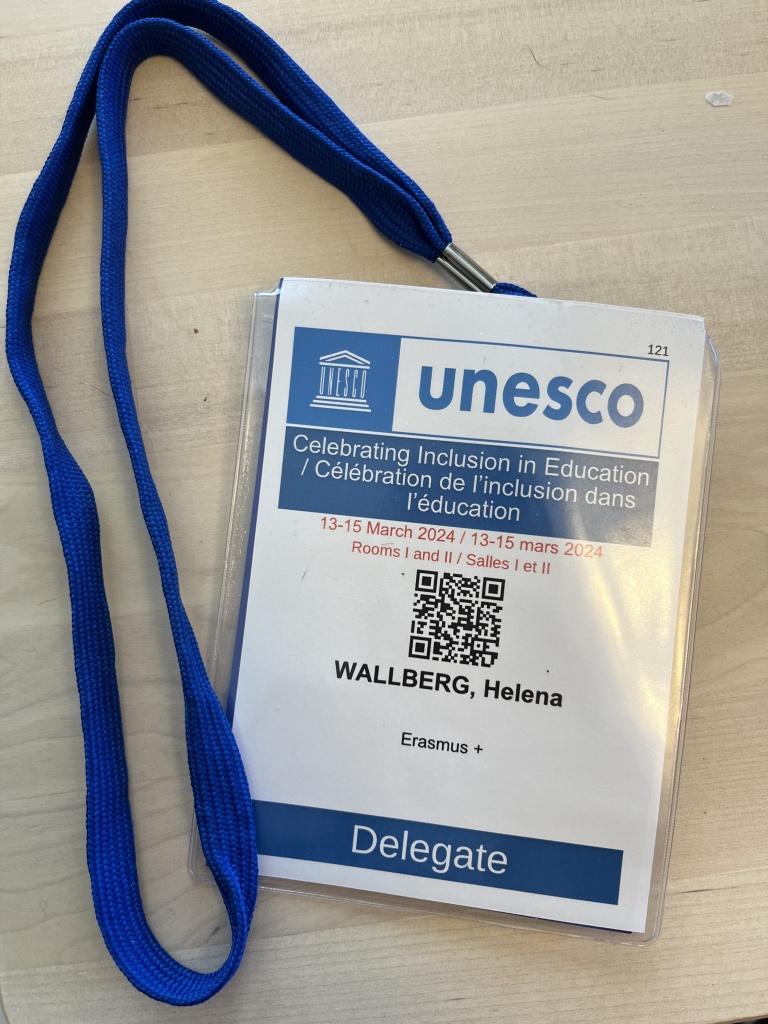 121
UNESCO
unesco
Celebrating Inclusion in Education
/ Célébration de l'inclusion dans
l'éducation
13-15 March 2024 / 13-15 mars 2024
Rooms I and II / Salles I et II
WALLBERG, Helena
Erasmus +
Delegate